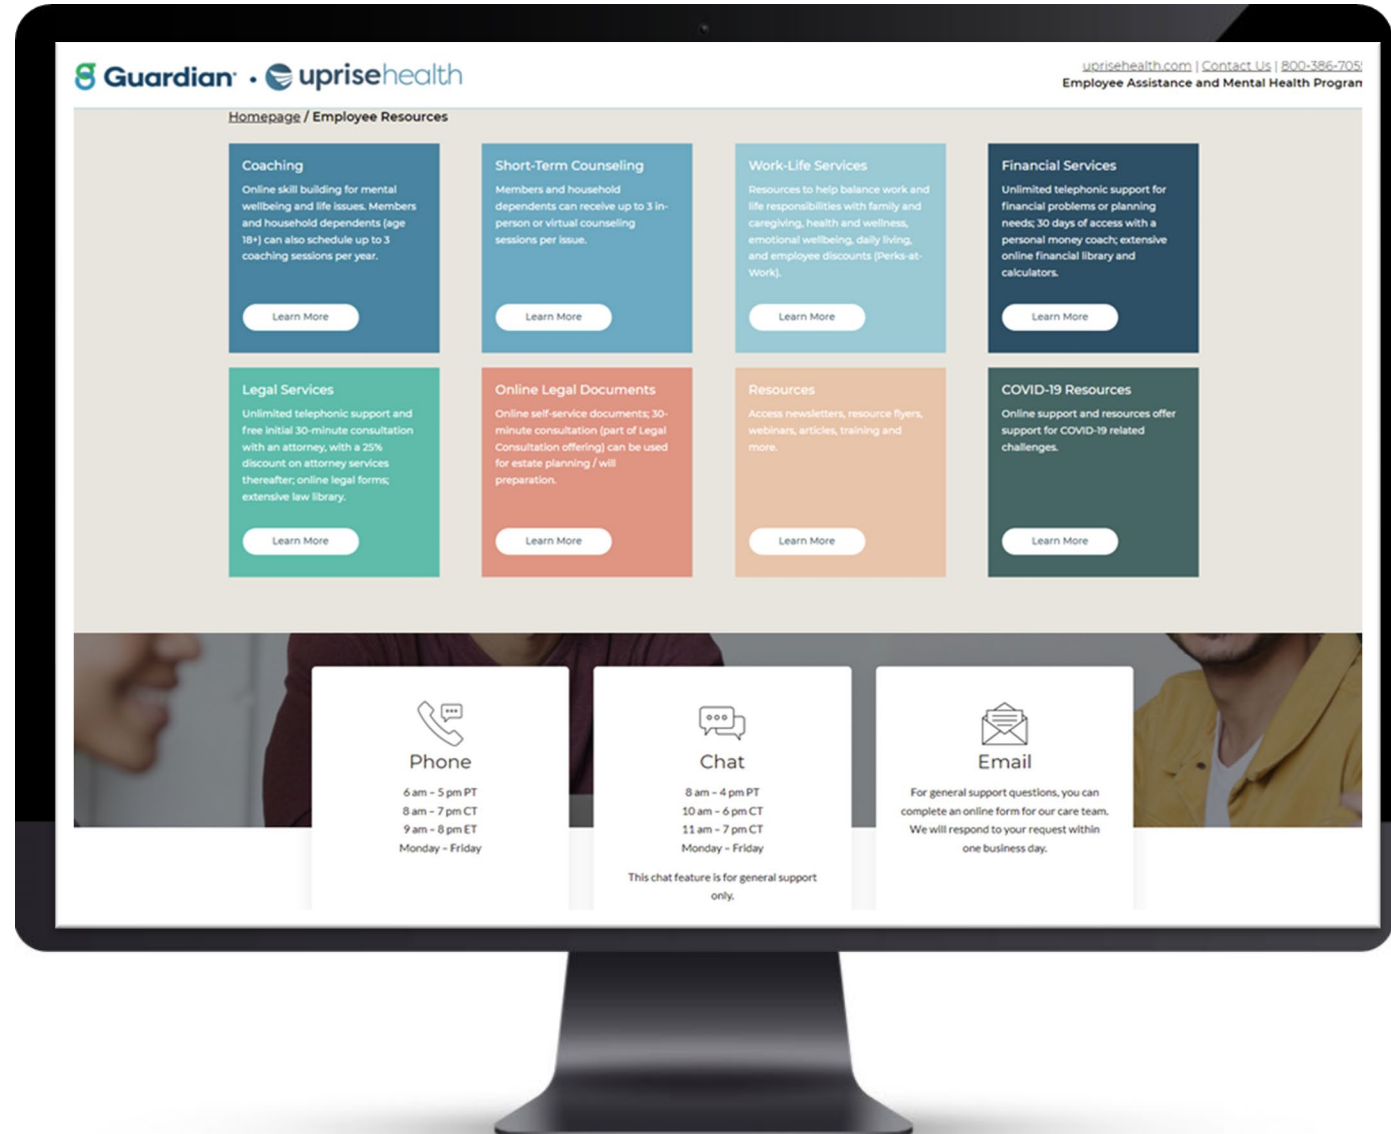 Guardian · uprisehealth
uprisehealth.com | Contact Us | 800-386-705
Employee Assistance and Mental Health Program
Homepage / Employee Resources
Coaching
Online skill building for mental
wellbeing and life issues. Members
and household dependents (age
18+) can also schedule up to 3
coaching sessions per year.
Learn More
Short-Term Counseling
Members and household
dependents can receive up to 3 in-
person or virtual counseling
sessions per issue.
Learn More
Work-Life Services
Resources to help balance work and
life responsibilities with family and
caregiving, health and wellness,
emotional wellbeing, daily living,
and employee discounts (Perks-at-
Work).
Learn More
Financial Services
Unlimited telephonic support for
financial problems or planning
needs; 30 days of access with a
personal money coach; extensive
online financial library and
calculators.
Learn More
Legal Services
Unlimited telephonic support and
free initial 30-minute consultation
with an attorney, with a 25%
discount on attorney services
thereafter; online legal forms;
extensive law library.
Learn More
Online Legal Documents
Online self-service documents; 30-
minute consultation (part of Legal
Consultation offering) can be used
for estate planning / will
preparation.
Learn More
Resources
Access newsletters, resource flyers,
webinars, articles, training and
more.
Learn More
COVID-19 Resources
Online support and resources offer
support for COVID-19 related
challenges.
Learn More
Phone
6 am – 5 pm PT
8 am – 7 pm CT
9 am – 8 pm ET
Monday – Friday
Chat
8 am – 4 pm PT
10 am – 6 pm CT
11 am – 7 pm CT
Monday – Friday
This chat feature is for general support
only.
Email
For general support questions, you can
complete an online form for our care team.
We will respond to your request within
one business day.